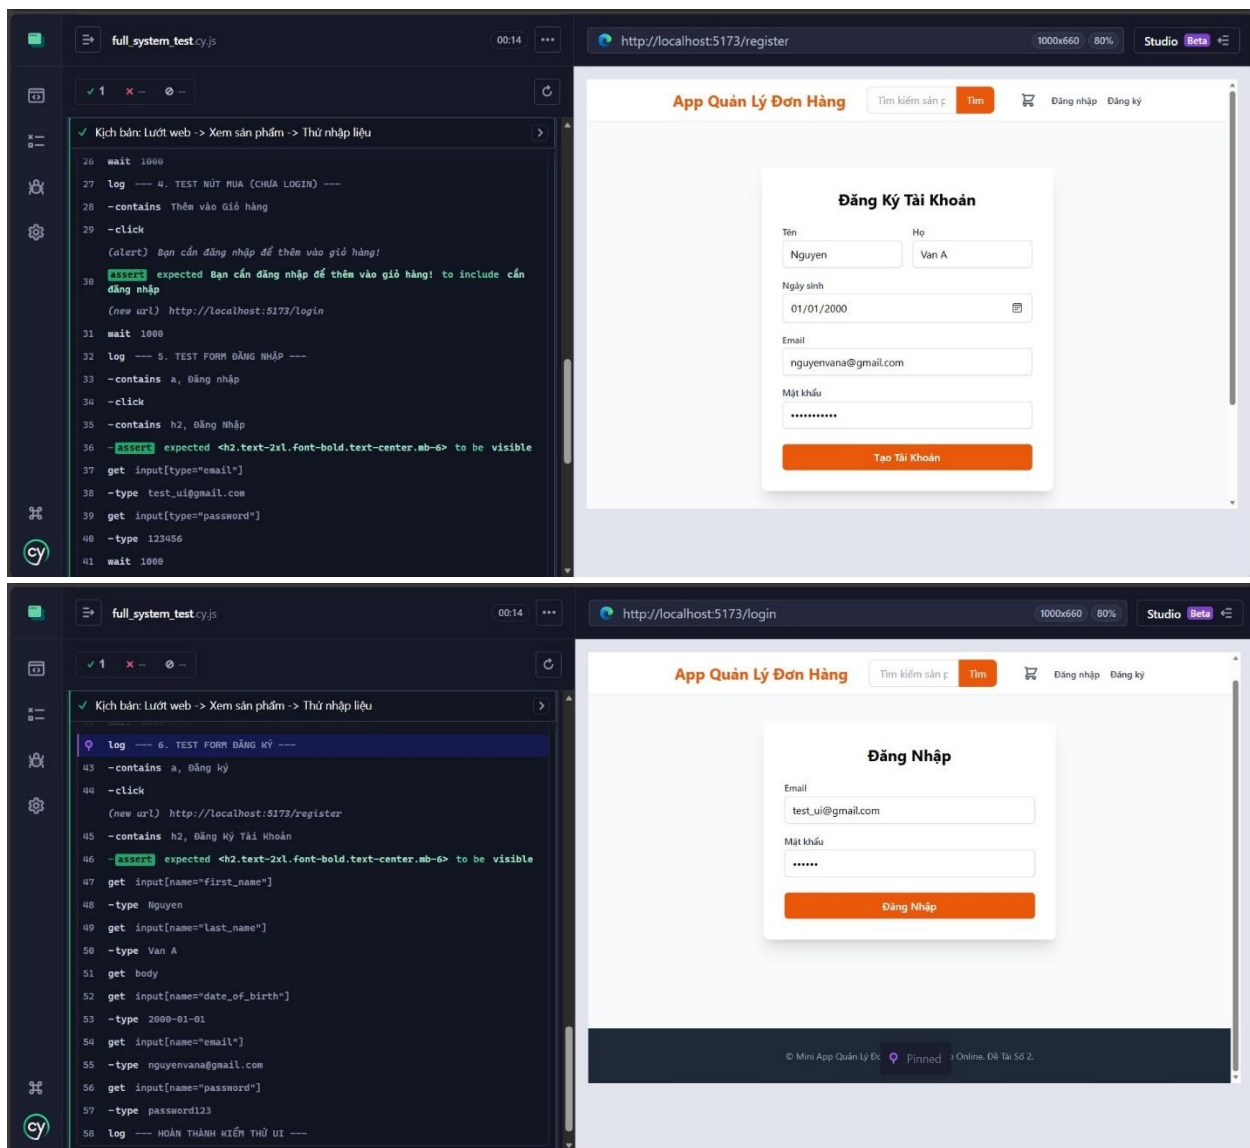 full_system_test.cy.js
00:14
http://localhost:5173/register
1000x660 80%
Studio Beta
1 -- --
Kịch bản: Lướt web -> Xem sản phẩm -> Thử nhập liệu
26 wait 1000
27 log --- 4. TEST NÚT MUA (CHƯA LOGIN) ---
28 -contains Thêm vào Giỏ hàng
29 -click
(alert) Bạn cần đăng nhập để thêm vào giỏ hàng!
30 assert expected Bạn cần đăng nhập để thêm vào giỏ hàng! to include cần
đăng nhập
(new url) http://localhost:5173/login
31 wait 1000
32 log --- 5. TEST FORM ĐĂNG NHẬP ---
33 -contains a, Đăng nhập
34 -click
35 -contains h2, Đăng Nhập
36 -assert expected <h2.text-2xl.font-bold.text-center.mb-6> to be visible
37 get input[type="email"]
38 -type test_ui@gmail.com
39 get input[type="password"]
40 -type 123456
41 wait 1000
cy
App Quản Lý Đơn Hàng
Tìm kiếm sản p
Tìm
Đăng nhập Đăng ký
Đăng Ký Tài Khoản
Tên Họ
Nguyen Van A
Ngày sinh
01/01/2000
Email
nguyenvana@gmail.com
Mật khẩu
•••••••••••
Tạo Tài Khoản
full_system_test.cy.js
00:14
http://localhost:5173/login
1000x660 80%
Studio Beta
1 -- --
Kịch bản: Lướt web -> Xem sản phẩm -> Thử nhập liệu
log --- 6. TEST FORM ĐĂNG KÝ ---
43 -contains a, Đăng ký
44 -click
(new url) http://localhost:5173/register
45 -contains h2, Đăng Ký Tài Khoản
46 -assert expected <h2.text-2xl.font-bold.text-center.mb-6> to be visible
47 get input[name="first_name"]
48 -type Nguyen
49 get input[name="last_name"]
50 -type Van A
51 get body
52 get input[name="date_of_birth"]
53 -type 2000-01-01
54 get input[name="email"]
55 -type nguyenvana@gmail.com
56 get input[name="password"]
57 -type password123
58 log --- HOÀN THÀNH KIỂM THỬ UI ---
cy
App Quản Lý Đơn Hàng
Tìm kiếm sản p
Tìm
Đăng nhập Đăng ký
Đăng Nhập
Email
test_ui@gmail.com
Mật khẩu
••••••
Đăng Nhập
© Mini App Quản Lý Online. Đề Tài Số 2.
Pinned